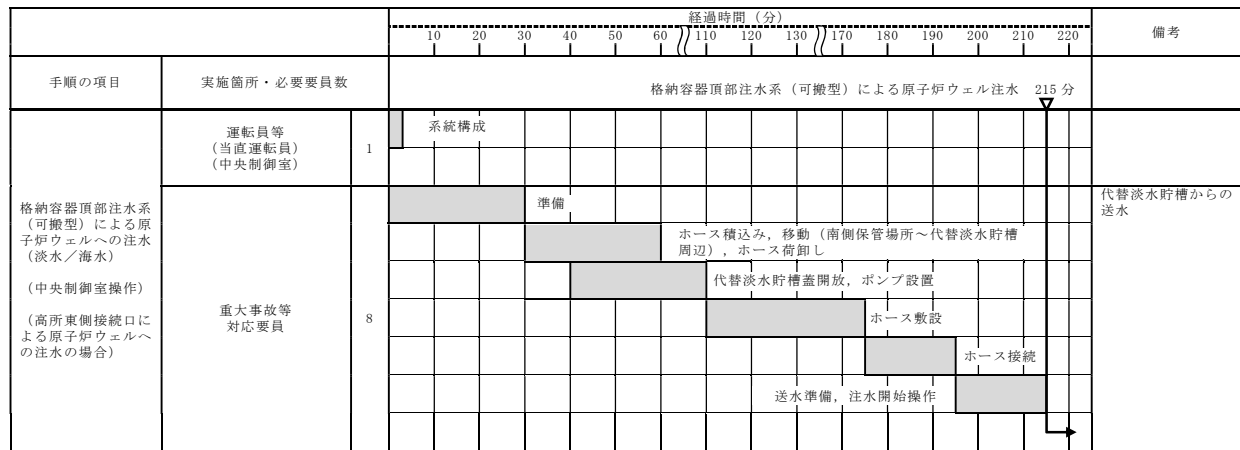 経過時間（分）
10 20 30 40 50 60 110 120 130 170 180 190 200 210 220
備考
手順の項目
実施箇所・必要要員数
格納容器頂部注水系（可搬型）による原子炉ウェル注水 215 分
運転員等
（当直運転員）
（中央制御室）
1
系統構成
格納容器頂部注水系
（可搬型）による原
子炉ウェルへの注水
（淡水／海水）
（中央制御室操作）
（高所東側接続口に
よる原子炉ウェルへ
の注水の場合）
重大事故等
対応要員
8
準備
ホース積込み，移動（南側保管場所～代替淡水貯槽
周辺），ホース荷卸し
代替淡水貯槽蓋開放，ポンプ設置
ホース敷設
ホース接続
送水準備，注水開始操作
代替淡水貯槽からの
送水